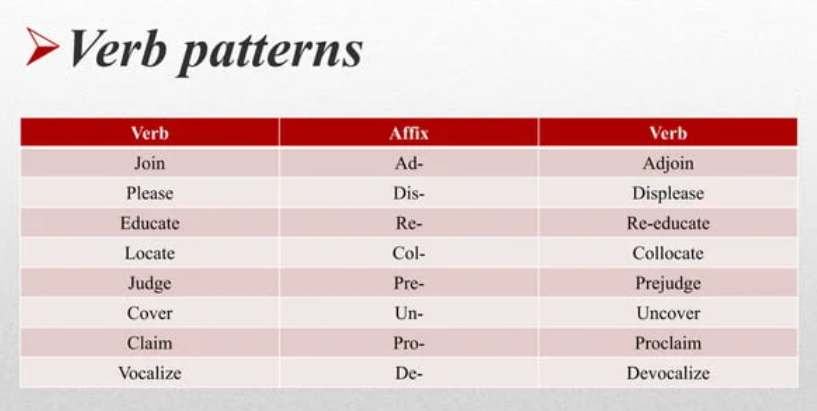 Verb patterns
Verb Affix Verb
Join Ad- Adjoin
Please Dis- Displease
Educate Re- Re-educate
Locate Col- Collocate
Judge Pre- Prejudge
Cover Un- Uncover
Claim Pro- Proclaim
Vocalize De- Devocalize